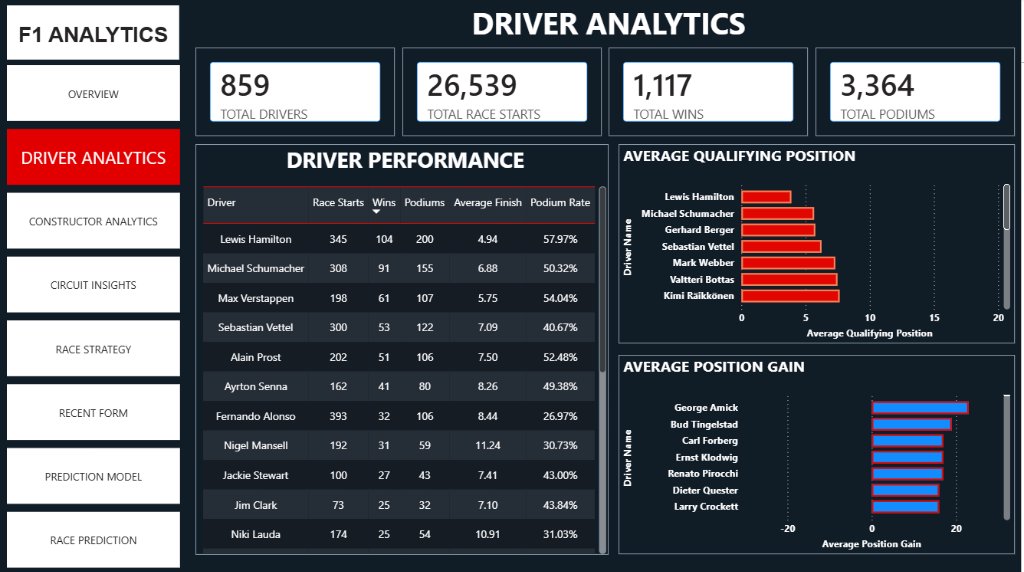 F1 ANALYTICS
OVERVIEW
DRIVER ANALYTICS
CONSTRUCTOR ANALYTICS
CIRCUIT INSIGHTS
RACE STRATEGY
RECENT FORM
PREDICTION MODEL
RACE PREDICTION
DRIVER ANALYTICS
859
TOTAL DRIVERS
26,539
TOTAL RACE STARTS
1,117
TOTAL WINS
3,364
TOTAL PODIUMS
DRIVER PERFORMANCE
Driver Race Starts Wins Podiums Average Finish Podium Rate
Lewis Hamilton 345 104 200 4.94 57.97%
Michael Schumacher 308 91 155 6.88 50.32%
Max Verstappen 198 61 107 5.75 54.04%
Sebastian Vettel 300 53 122 7.09 40.67%
Alain Prost 202 51 106 7.50 52.48%
Ayrton Senna 162 41 80 8.26 49.38%
Fernando Alonso 393 32 106 8.44 26.97%
Nigel Mansell 192 31 59 11.24 30.73%
Jackie Stewart 100 27 43 7.41 43.00%
Jim Clark 73 25 32 7.10 43.84%
Niki Lauda 174 25 54 10.91 31.03%
AVERAGE QUALIFYING POSITION
Driver Name
Lewis Hamilton
Michael Schumacher
Gerhard Berger
Sebastian Vettel
Mark Webber
Valtteri Bottas
Kimi Räikkönen
0 5 10 15 20
Average Qualifying Position
AVERAGE POSITION GAIN
Driver Name
George Amick
Bud Tingelstad
Carl Forberg
Ernst Klodwig
Renato Pirocchi
Dieter Quester
Larry Crockett
-20 0 20
Average Position Gain